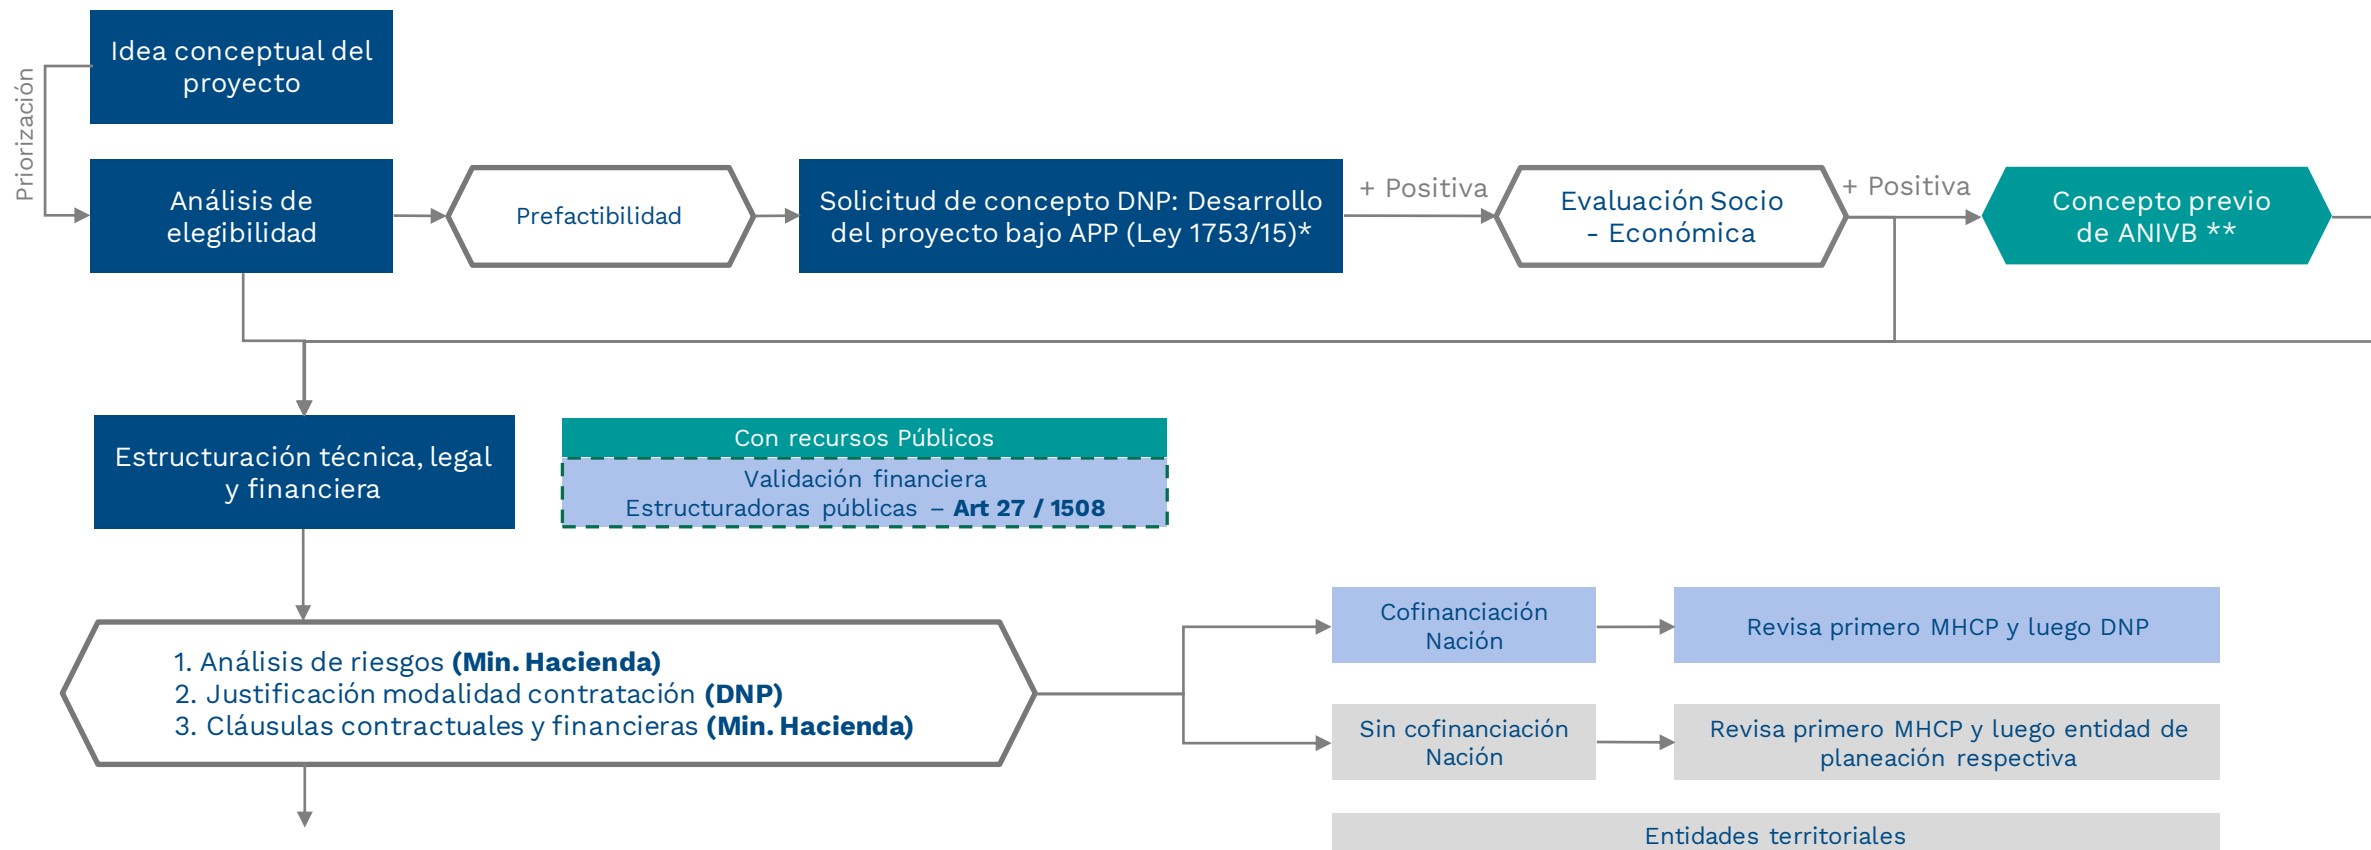 Idea conceptual del
proyecto
Priorización
Análisis de
elegibilidad
Prefactibilidad
Solicitud de concepto DNP: Desarrollo
del proyecto bajo APP (Ley 1753/15)*
+ Positiva
Evaluación Socio
- Económica
+ Positiva
Concepto previo
de ANIVB **
Estructuración técnica, legal
y financiera
Con recursos Públicos
Validación financiera
Estructuradoras públicas – Art 27 / 1508
1. Análisis de riesgos (Min. Hacienda)
2. Justificación modalidad contratación (DNP)
3. Cláusulas contractuales y financieras (Min. Hacienda)
Cofinanciación
Nación
Revisa primero MHCP y luego DNP
Sin cofinanciación
Nación
Revisa primero MHCP y luego entidad de
planeación respectiva
Entidades territoriales